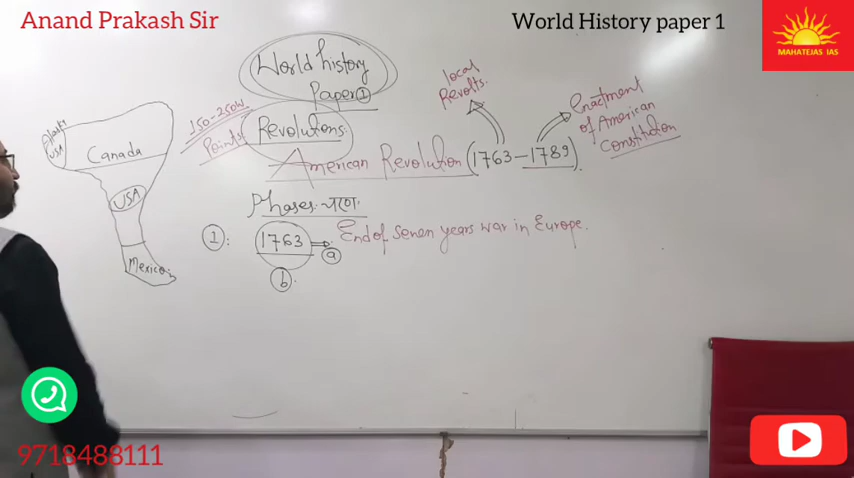 Anand Prakash Sir
World History paper 1
MAHATEJAS IAS
World history
Paper ①
150-250W
Points
Revolutions
American Revolution (1763–1789).
local
Revolts.
Enactment
of American
Constitution
Alaska
USA
Canada
USA
Mexico
Phases चरण
①. 1763 → ⓐ End of Seven years war in Europe.
ⓑ.
9718488111